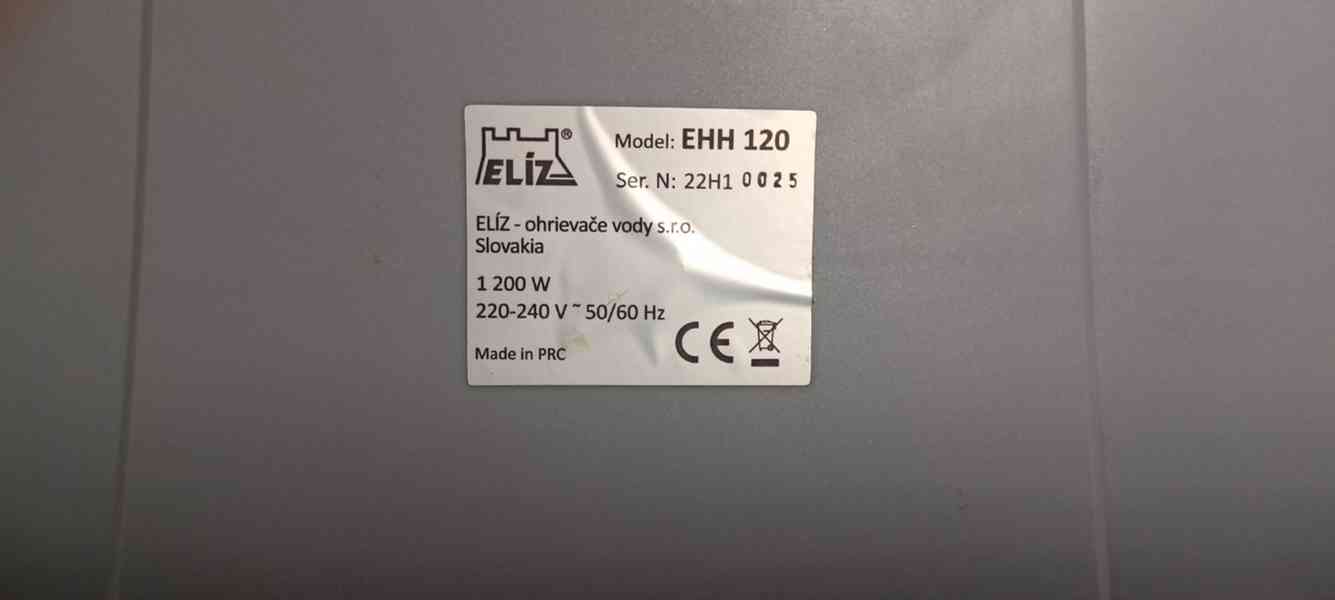 ELÍZ®
Model: EHH 120
Ser. N: 22H1 0025
ELÍZ - ohrievače vody s.r.o.
Slovakia
1 200 W
220-240 V ~ 50/60 Hz
Made in PRC
CE